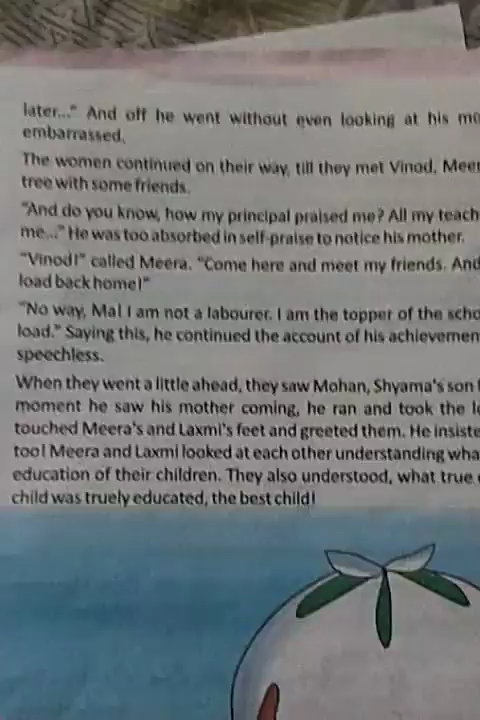 later..." And off he went without even looking at his
embarrassed.
The women continued on their way, till they met Vinod,
tree with some friends.
"And do you know, how my principal praised me? All my
me..." He was too absorbed in self-praise to notice his mother.
"Vinod!" called Meera. "Come here and meet my friends. And
load back home!"
"No way, Ma! I am not a labourer. I am the topper of the
load." Saying this, he continued the account of his
speechless.
When they went a little ahead, they saw Mohan, Shyama's son
moment he saw his mother coming, he ran and took the
touched Meera's and Laxmi's feet and greeted them. He
too! Meera and Laxmi looked at each other understanding
education of their children. They also understood, what true
child was truely educated, the best child!